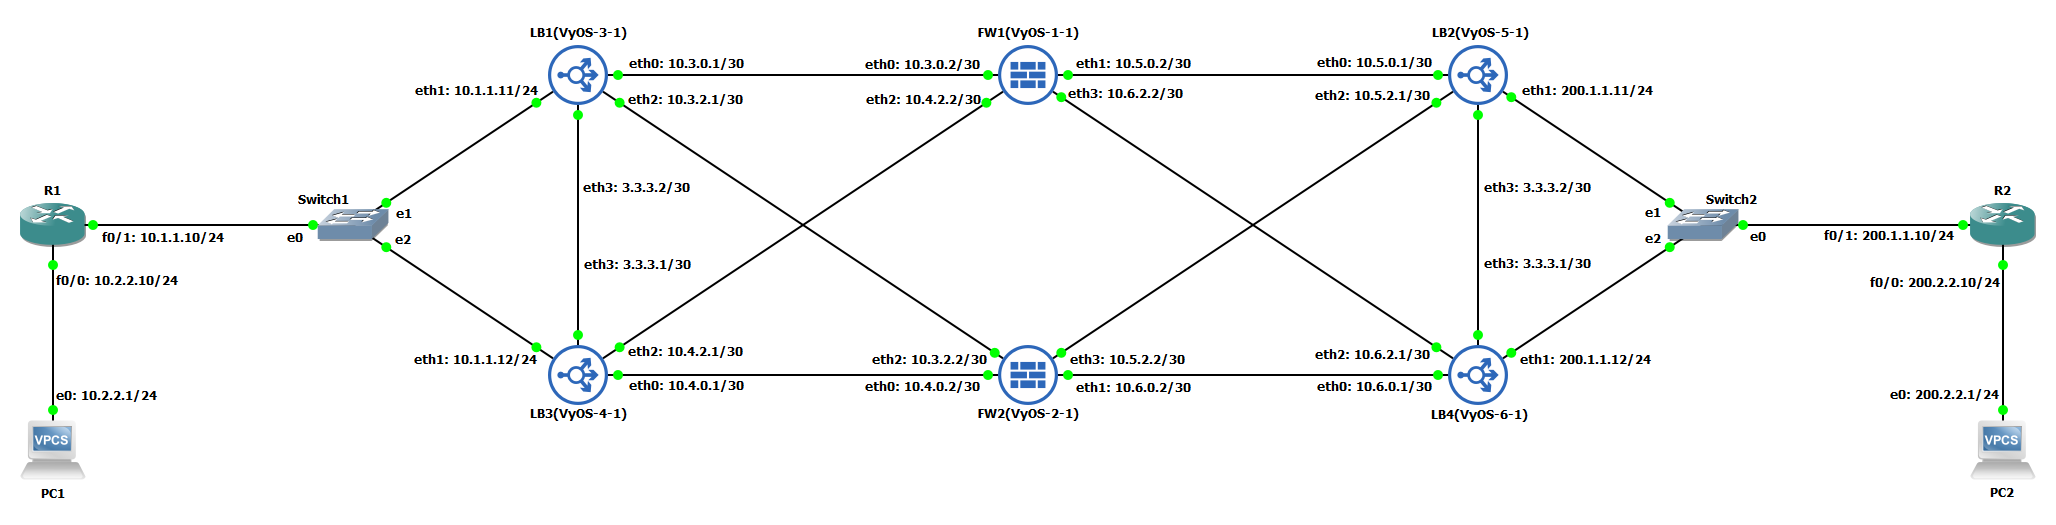 LB1(VyOS-3-1)
FW1(VyOS-1-1)
LB2(VyOS-5-1)
eth0: 10.3.0.1/30
eth0: 10.3.0.2/30
eth1: 10.5.0.2/30
eth0: 10.5.0.1/30
eth1: 10.1.1.11/24
eth2: 10.3.2.1/30
eth2: 10.4.2.2/30
eth3: 10.6.2.2/30
eth2: 10.5.2.1/30
eth1: 200.1.1.11/24
R1
Switch1
eth3: 3.3.3.2/30
eth3: 3.3.3.2/30
Switch2
R2
e1
e1
f0/1: 10.1.1.10/24
e0
e2
e2
e0
f0/1: 200.1.1.10/24
eth3: 3.3.3.1/30
eth3: 3.3.3.1/30
f0/0: 10.2.2.10/24
f0/0: 200.2.2.10/24
eth1: 10.1.1.12/24
eth2: 10.4.2.1/30
eth2: 10.3.2.2/30
eth3: 10.5.2.2/30
eth2: 10.6.2.1/30
eth1: 200.1.1.12/24
eth0: 10.4.0.1/30
eth0: 10.4.0.2/30
eth1: 10.6.0.2/30
eth0: 10.6.0.1/30
e0: 10.2.2.1/24
e0: 200.2.2.1/24
LB3(VyOS-4-1)
FW2(VyOS-2-1)
LB4(VyOS-6-1)
VPCS
VPCS
PC1
PC2